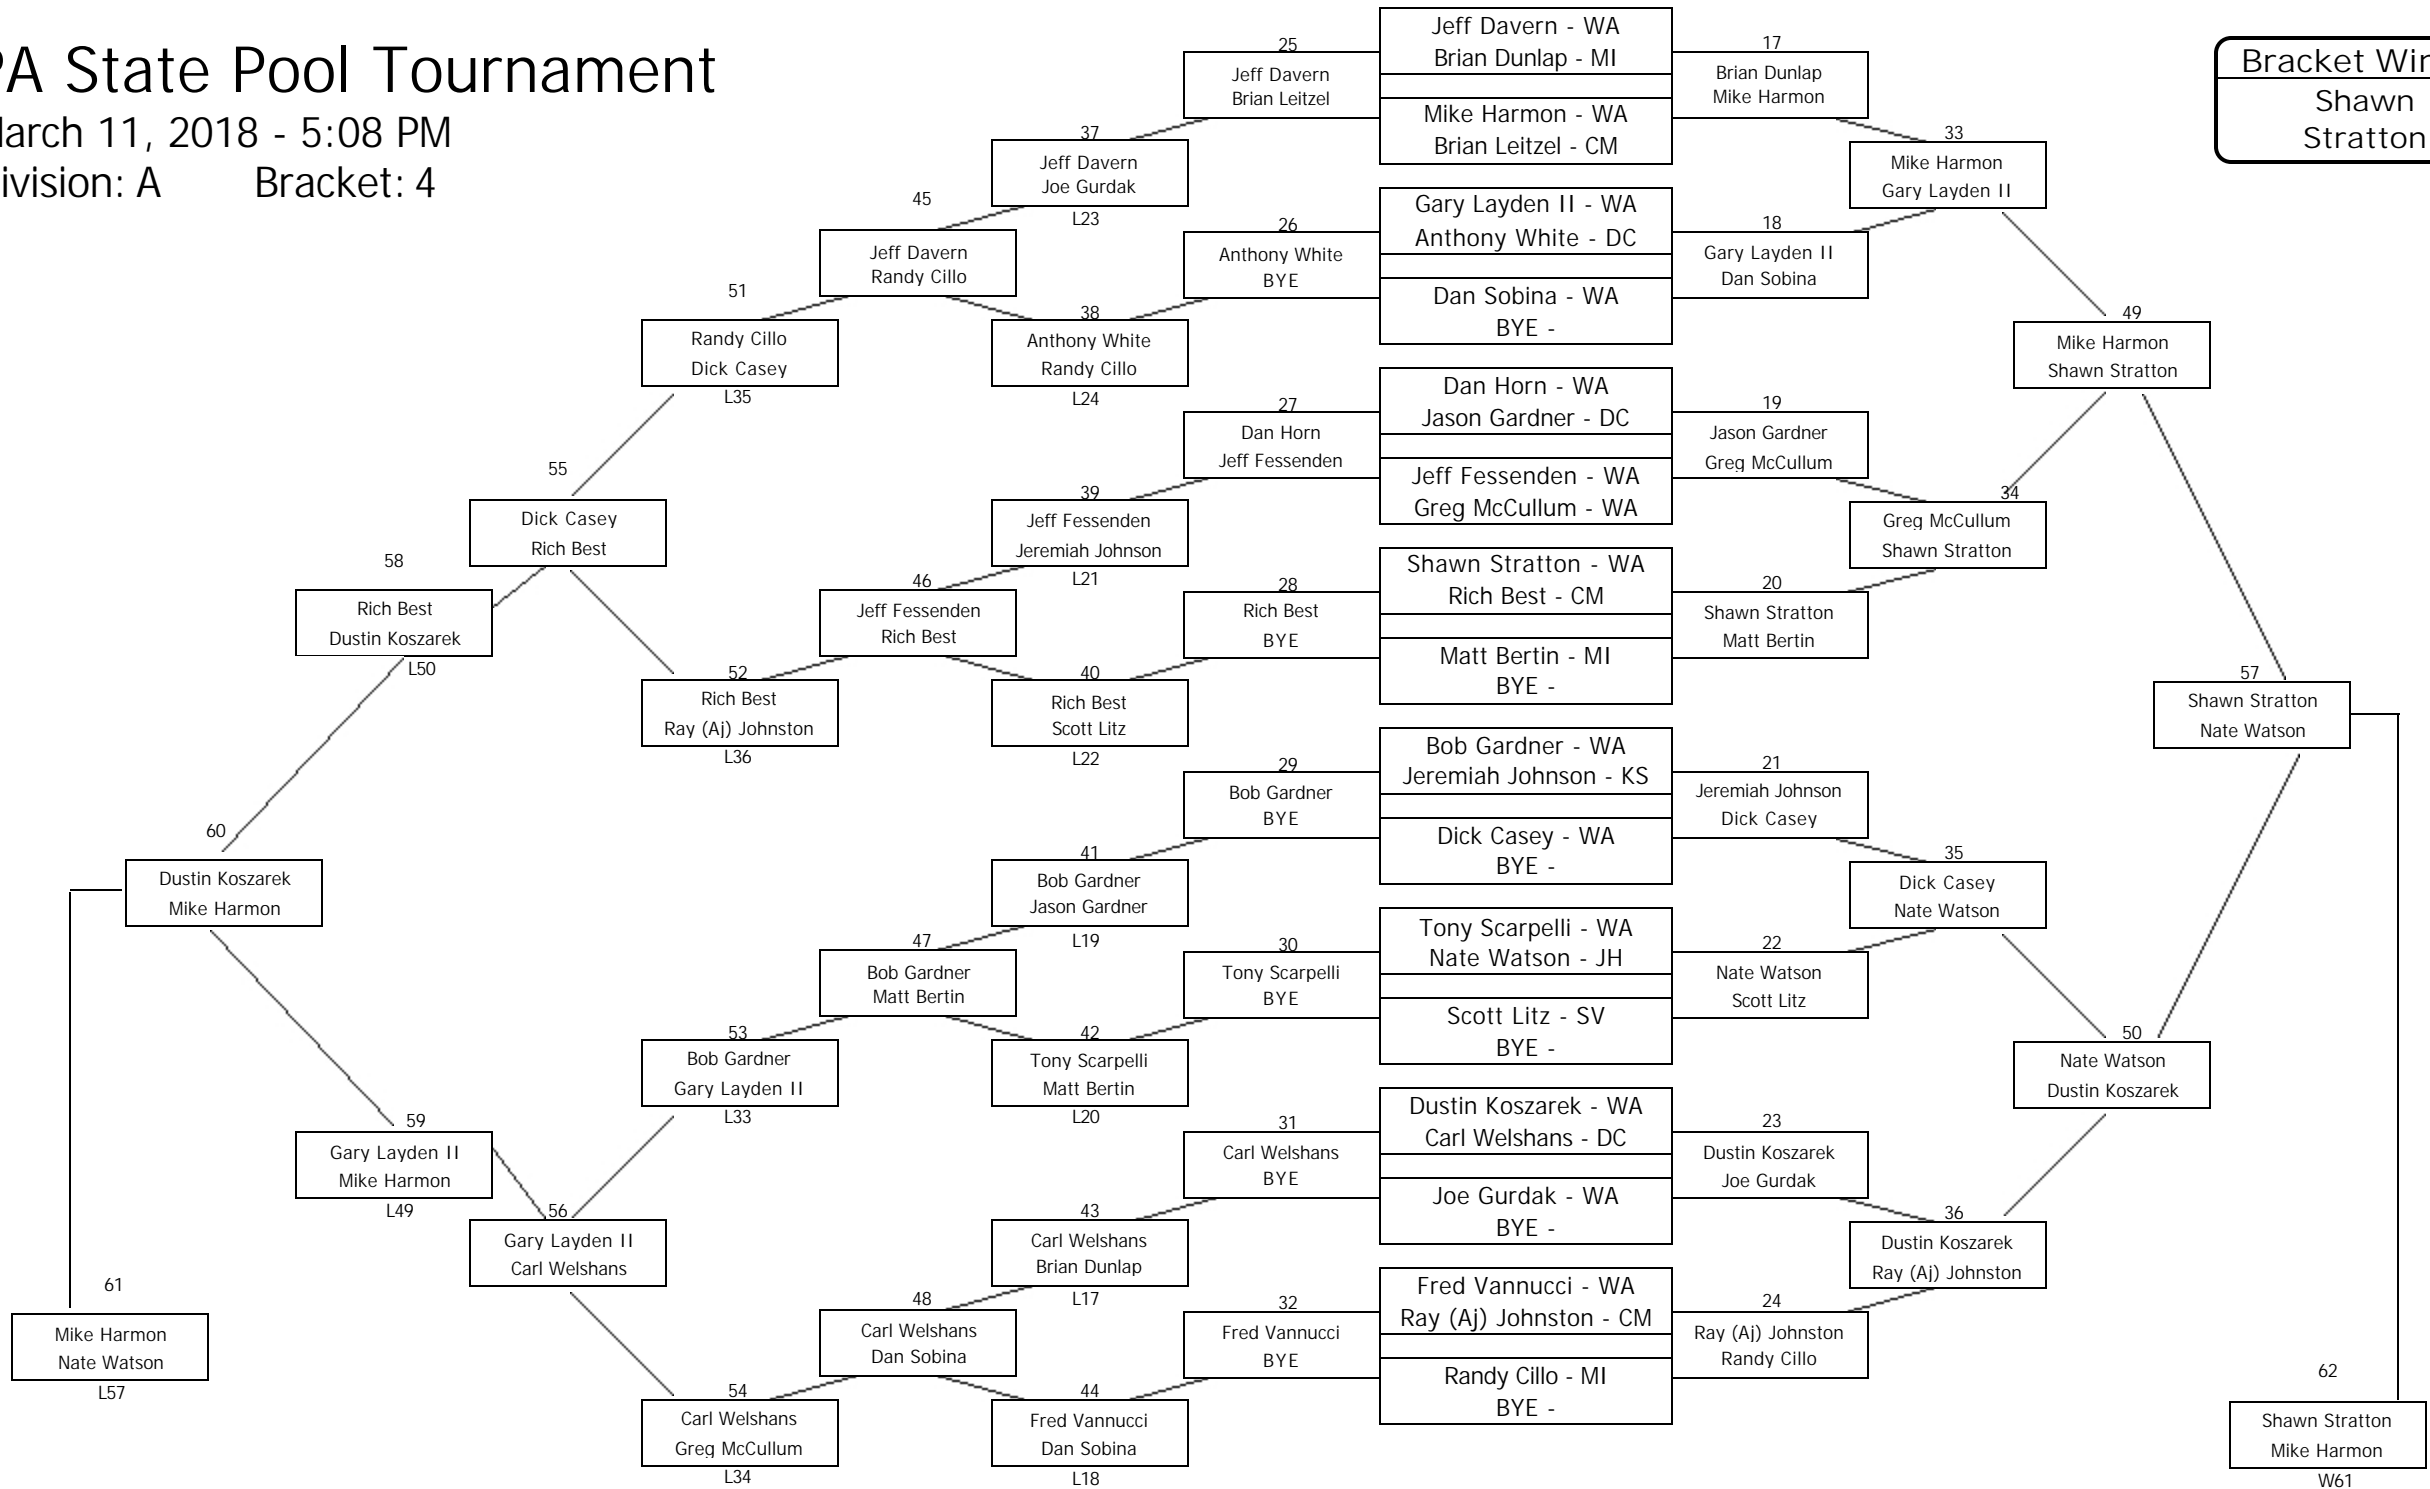 PA State Pool Tournament
March 11, 2018 - 5:08 PM
Division: A Bracket: 4
Shawn
Stratton
60
Dustin Koszarek
Mike Harmon
61
Mike Harmon
Nate Watson
L57
58
Rich Best
Dustin Koszarek
L50
59
Gary Layden II
Mike Harmon
L49
55
Dick Casey
Rich Best
56
Gary Layden II
Carl Welshans
51
Randy Cillo
Dick Casey
L35
52
Rich Best
Ray (Aj) Johnston
L36
53
Bob Gardner
Gary Layden II
L33
54
Carl Welshans
Greg McCullum
L34
45
Jeff Davern
Randy Cillo
46
Jeff Fessenden
Rich Best
47
Bob Gardner
Matt Bertin
48
Carl Welshans
Dan Sobina
37
Jeff Davern
Joe Gurdak
L23
38
Anthony White
Randy Cillo
L24
39
Jeff Fessenden
Jeremiah Johnson
L21
40
Rich Best
Scott Litz
L22
41
Bob Gardner
Jason Gardner
L19
42
Tony Scarpelli
Matt Bertin
L20
43
Carl Welshans
Brian Dunlap
L17
44
Fred Vannucci
Dan Sobina
L18
25
Jeff Davern
Brian Leitzel
26
Anthony White
BYE
27
Dan Horn
Jeff Fessenden
28
Rich Best
BYE
29
Bob Gardner
BYE
30
Tony Scarpelli
BYE
31
Carl Welshans
BYE
32
Fred Vannucci
BYE
Jeff Davern - WA
Brian Dunlap - MI
Mike Harmon - WA
Brian Leitzel - CM
Gary Layden II - WA
Anthony White - DC
Dan Sobina - WA
BYE -
Dan Horn - WA
Jason Gardner - DC
Jeff Fessenden - WA
Greg McCullum - WA
Shawn Stratton - WA
Rich Best - CM
Matt Bertin - MI
BYE -
Bob Gardner - WA
Jeremiah Johnson - KS
Dick Casey - WA
BYE -
Tony Scarpelli - WA
Nate Watson - JH
Scott Litz - SV
BYE -
Dustin Koszarek - WA
Carl Welshans - DC
Joe Gurdak - WA
BYE -
Fred Vannucci - WA
Ray (Aj) Johnston - CM
Randy Cillo - MI
BYE -
17
Brian Dunlap
Mike Harmon
18
Gary Layden II
Dan Sobina
19
Jason Gardner
Greg McCullum
20
Shawn Stratton
Matt Bertin
21
Jeremiah Johnson
Dick Casey
22
Nate Watson
Scott Litz
23
Dustin Koszarek
Joe Gurdak
24
Ray (Aj) Johnston
Randy Cillo
33
Mike Harmon
Gary Layden II
34
Greg McCullum
Shawn Stratton
35
Dick Casey
Nate Watson
36
Dustin Koszarek
Ray (Aj) Johnston
49
Mike Harmon
Shawn Stratton
50
Nate Watson
Dustin Koszarek
57
Shawn Stratton
Nate Watson
62
Shawn Stratton
Mike Harmon
W61
Bracket